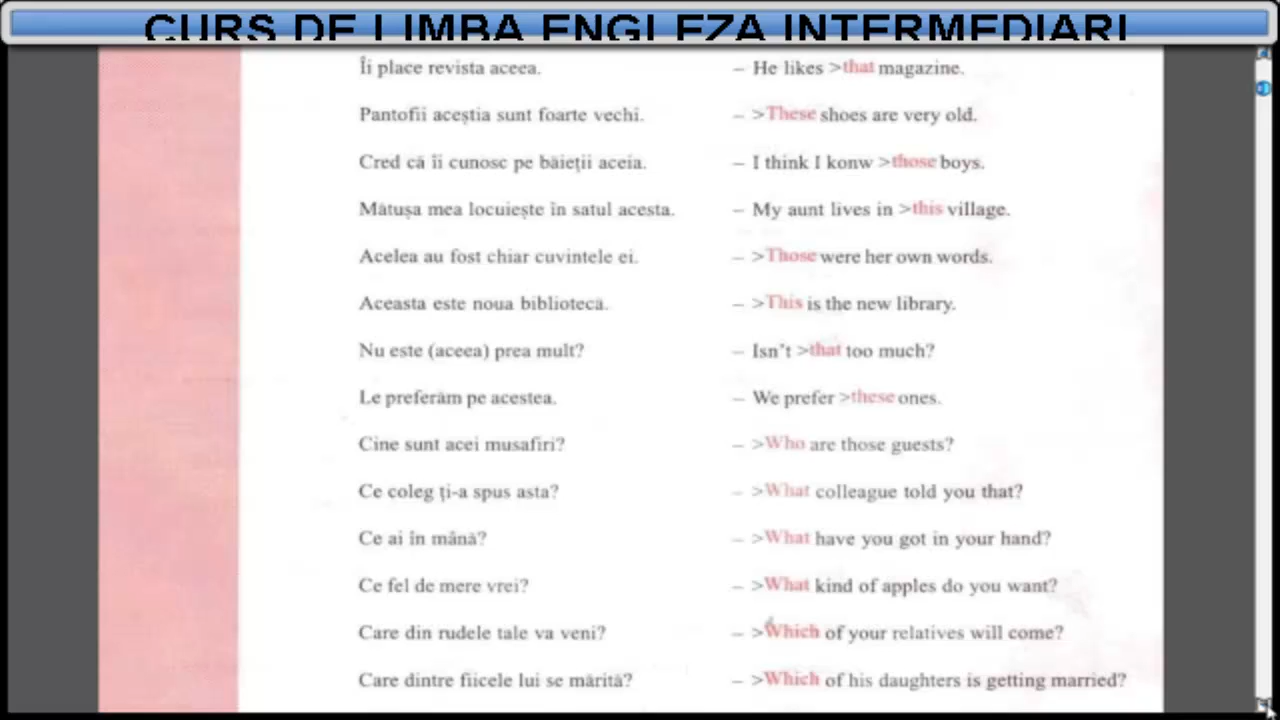 CURS DE LIMBA ENGLEZA INTERMEDIARI
Îi place revista aceea. – He likes >that magazine.
Pantofii aceștia sunt foarte vechi. – >These shoes are very old.
Cred că îi cunosc pe băieții aceia. – I think I konw >those boys.
Mătușa mea locuiește în satul acesta. – My aunt lives in >this village.
Acelea au fost chiar cuvintele ei. – >Those were her own words.
Aceasta este noua bibliotecă. – >This is the new library.
Nu este (aceea) prea mult? – Isn't >that too much?
Le preferăm pe acestea. – We prefer >these ones.
Cine sunt acei musafiri? – >Who are those guests?
Ce coleg ți-a spus asta? – >What colleague told you that?
Ce ai în mână? – >What have you got in your hand?
Ce fel de mere vrei? – >What kind of apples do you want?
Care din rudele tale va veni? – >Which of your relatives will come?
Care dintre fiicele lui se mărită? – >Which of his daughters is getting married?